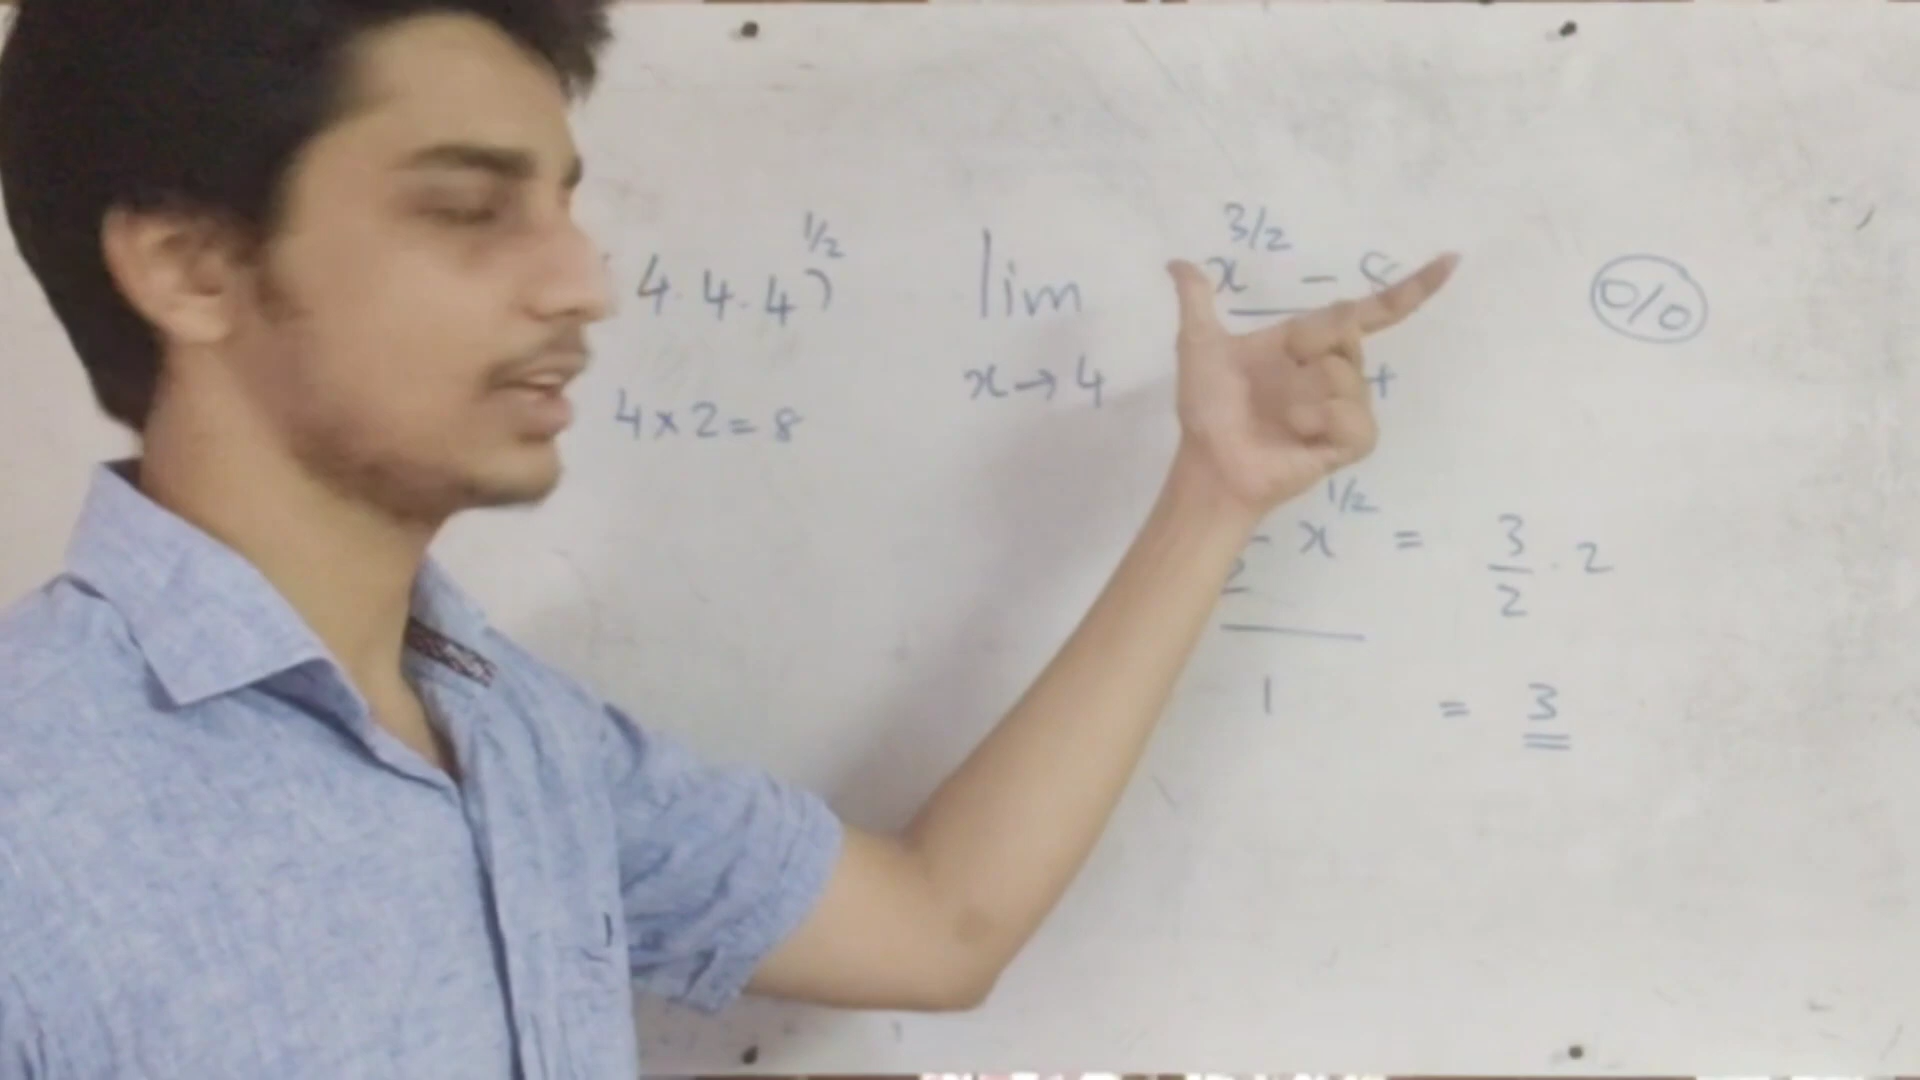 4.4.4)^1/2
4 x 2 = 8
lim x^3/2 - 8
x → 4
0/0
x^1/2 = 3/2 . 2
1
= 3